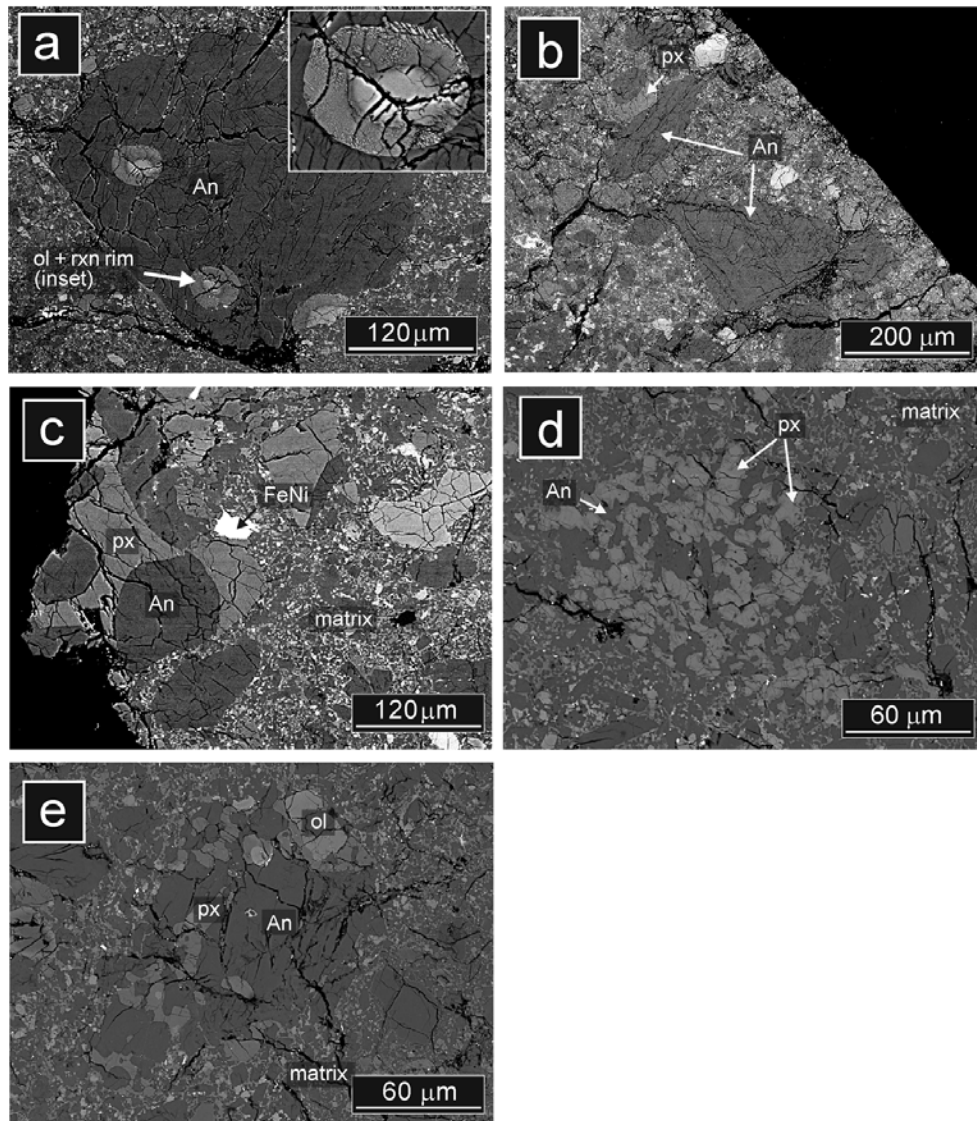 a
An
ol + rxn rim
(inset)
120 μm
b
px
An
200 μm
c
FeNi
px
An
matrix
120 μm
d
matrix
px
An
60 μm
e
ol
px
An
matrix
60 μm